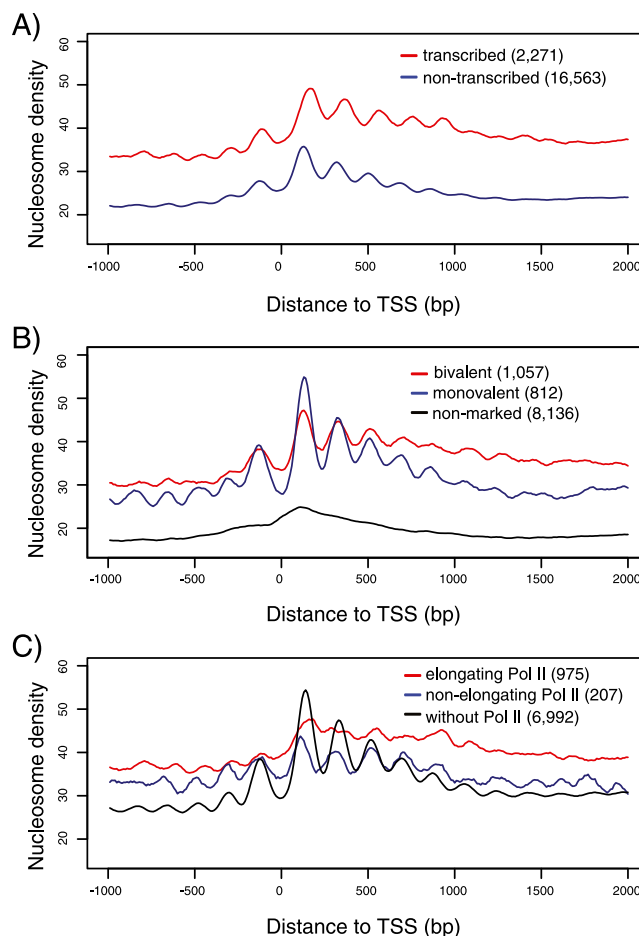 A)
60
50
40
30
20
Nucleosome density
transcribed (2,271)
non-transcribed (16,563)
-1000 -500 0 500 1000 1500 2000
Distance to TSS (bp)
B)
60
50
40
30
20
Nucleosome density
bivalent (1,057)
monovalent (812)
non-marked (8,136)
-1000 -500 0 500 1000 1500 2000
Distance to TSS (bp)
C)
60
50
40
30
20
Nucleosome density
elongating Pol II (975)
non-elongating Pol II (207)
without Pol II (6,992)
-1000 -500 0 500 1000 1500 2000
Distance to TSS (bp)